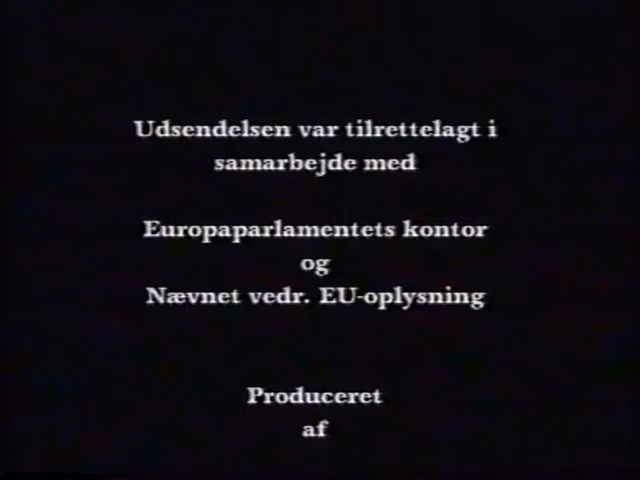 Udsendelsen var tilrettelagt i
samarbejde med
Europaparlamentets kontor
og
Nævnet vedr. EU-oplysning
Produceret
af